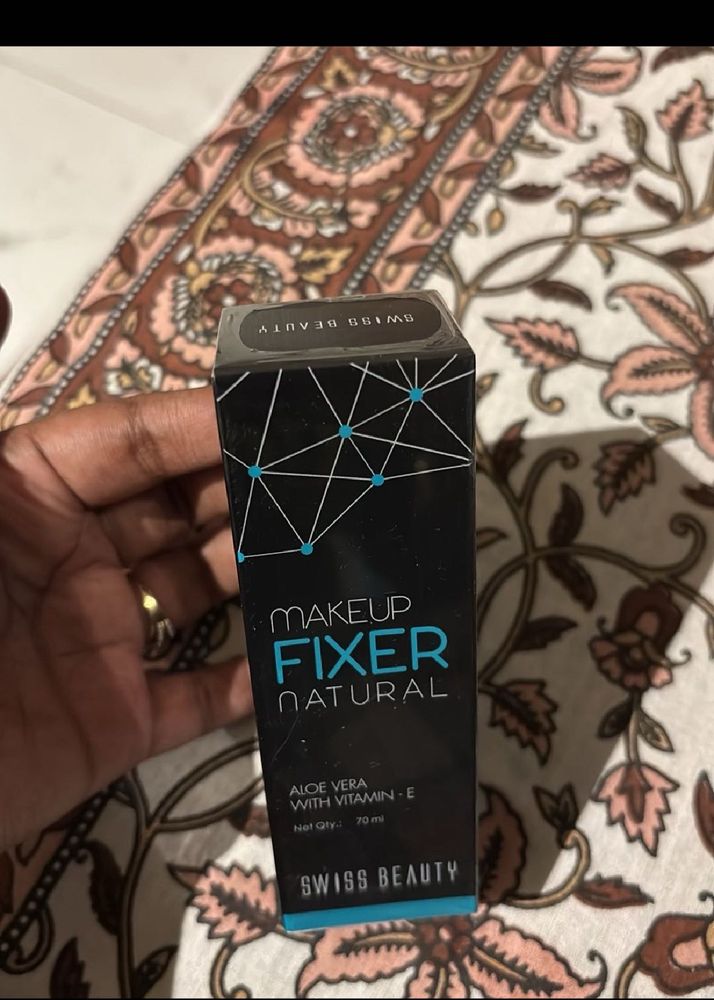 SWISS BEAUTY
MAKEUP
FIXER
NATURAL
ALOE VERA
WITH VITAMIN - E
Net Qty.: 70 ml
SWISS BEAUTY